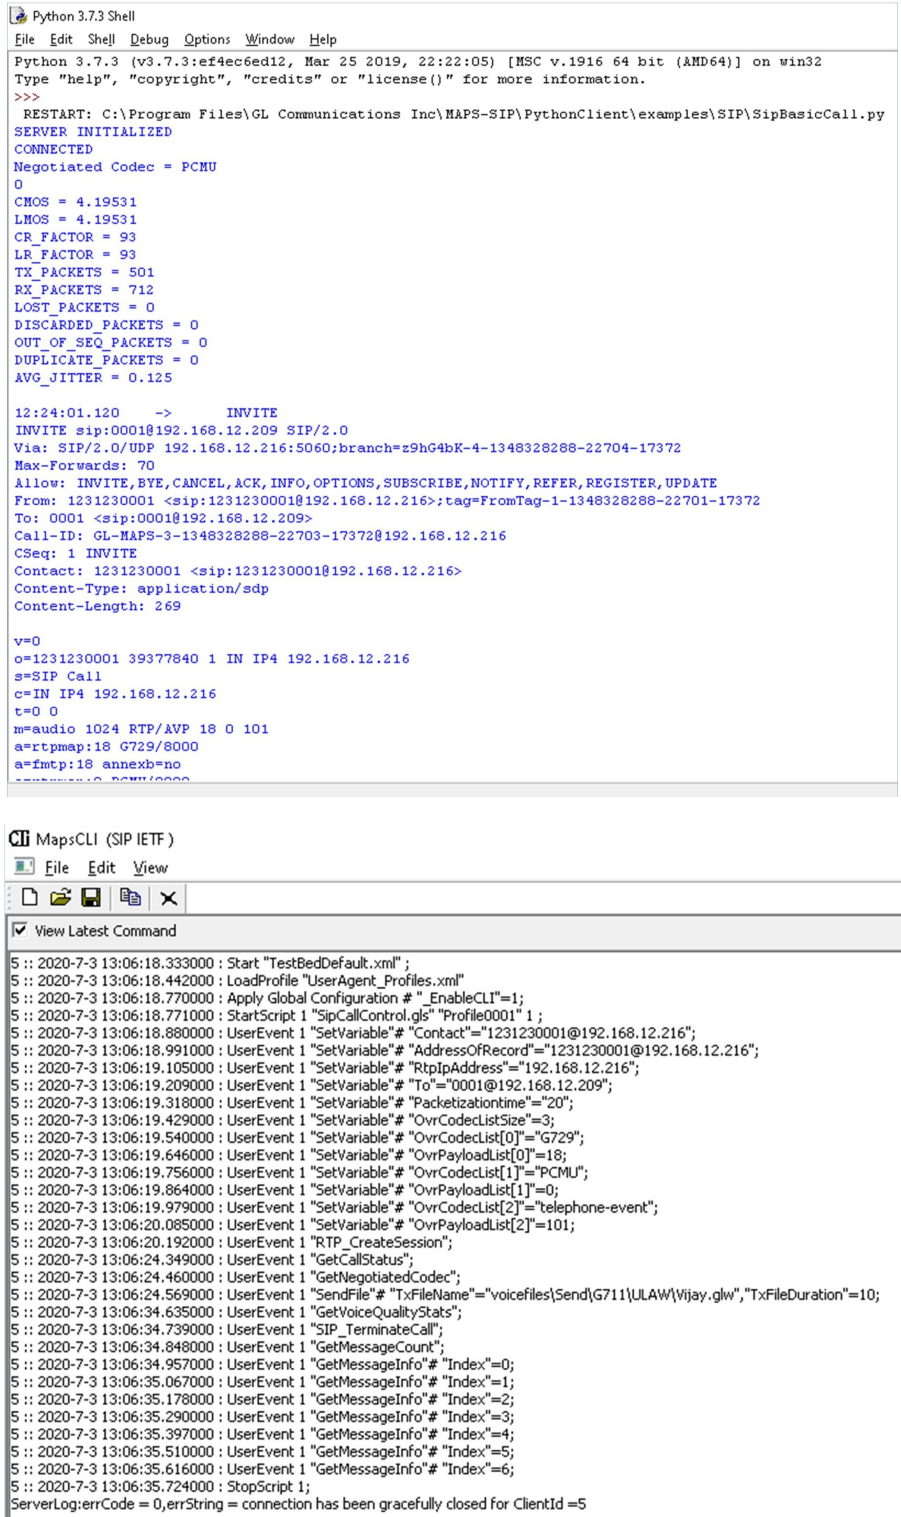 Python 3.7.3 Shell
File Edit Shell Debug Options Window Help
Python 3.7.3 (v3.7.3:ef4ec6ed12, Mar 25 2019, 22:22:05) [MSC v.1916 64 bit (AMD64)] on win32
Type "help", "copyright", "credits" or "license()" for more information.
>>>
RESTART: C:\Program Files\GL Communications Inc\MAPS-SIP\PythonClient\examples\SIP\SipBasicCall.py
SERVER INITIALIZED
CONNECTED
Negotiated Codec = PCMU
0
CMOS = 4.19531
LMOS = 4.19531
CR_FACTOR = 93
LR_FACTOR = 93
TX_PACKETS = 501
RX_PACKETS = 712
LOST_PACKETS = 0
DISCARDED_PACKETS = 0
OUT_OF_SEQ_PACKETS = 0
DUPLICATE_PACKETS = 0
AVG_JITTER = 0.125
12:24:01.120 -> INVITE
INVITE sip:0001@192.168.12.209 SIP/2.0
Via: SIP/2.0/UDP 192.168.12.216:5060;branch=z9hG4bK-4-1348328288-22704-17372
Max-Forwards: 70
Allow: INVITE,BYE,CANCEL,ACK,INFO,OPTIONS,SUBSCRIBE,NOTIFY,REFER,REGISTER,UPDATE
From: 1231230001 <sip:1231230001@192.168.12.216>;tag=FromTag-1-1348328288-22701-17372
To: 0001 <sip:0001@192.168.12.209>
Call-ID: GL-MAPS-3-1348328288-22703-17372@192.168.12.216
CSeq: 1 INVITE
Contact: 1231230001 <sip:1231230001@192.168.12.216>
Content-Type: application/sdp
Content-Length: 269
v=0
o=1231230001 39377840 1 IN IP4 192.168.12.216
s=SIP Call
c=IN IP4 192.168.12.216
t=0 0
m=audio 1024 RTP/AVP 18 0 101
a=rtpmap:18 G729/8000
a=fmtp:18 annexb=no
CLI MapsCLI (SIP IETF )
File Edit View
View Latest Command
5 :: 2020-7-3 13:06:18.333000 : Start "TestBedDefault.xml" ;
5 :: 2020-7-3 13:06:18.442000 : LoadProfile "UserAgent_Profiles.xml"
5 :: 2020-7-3 13:06:18.770000 : Apply Global Configuration # "_EnableCLI"=1;
5 :: 2020-7-3 13:06:18.771000 : StartScript 1 "SipCallControl.gls" "Profile0001" 1 ;
5 :: 2020-7-3 13:06:18.880000 : UserEvent 1 "SetVariable"# "Contact"="1231230001@192.168.12.216";
5 :: 2020-7-3 13:06:18.991000 : UserEvent 1 "SetVariable"# "AddressOfRecord"="1231230001@192.168.12.216";
5 :: 2020-7-3 13:06:19.105000 : UserEvent 1 "SetVariable"# "RtpIpAddress"="192.168.12.216";
5 :: 2020-7-3 13:06:19.209000 : UserEvent 1 "SetVariable"# "To"="0001@192.168.12.209";
5 :: 2020-7-3 13:06:19.318000 : UserEvent 1 "SetVariable"# "Packetizationtime"="20";
5 :: 2020-7-3 13:06:19.429000 : UserEvent 1 "SetVariable"# "OvrCodecListSize"=3;
5 :: 2020-7-3 13:06:19.540000 : UserEvent 1 "SetVariable"# "OvrCodecList[0]"="G729";
5 :: 2020-7-3 13:06:19.646000 : UserEvent 1 "SetVariable"# "OvrPayloadList[0]"=18;
5 :: 2020-7-3 13:06:19.756000 : UserEvent 1 "SetVariable"# "OvrCodecList[1]"="PCMU";
5 :: 2020-7-3 13:06:19.864000 : UserEvent 1 "SetVariable"# "OvrPayloadList[1]"=0;
5 :: 2020-7-3 13:06:19.979000 : UserEvent 1 "SetVariable"# "OvrCodecList[2]"="telephone-event";
5 :: 2020-7-3 13:06:20.085000 : UserEvent 1 "SetVariable"# "OvrPayloadList[2]"=101;
5 :: 2020-7-3 13:06:20.192000 : UserEvent 1 "RTP_CreateSession";
5 :: 2020-7-3 13:06:24.349000 : UserEvent 1 "GetCallStatus";
5 :: 2020-7-3 13:06:24.460000 : UserEvent 1 "GetNegotiatedCodec";
5 :: 2020-7-3 13:06:24.569000 : UserEvent 1 "SendFile"# "TxFileName"="voicefiles\Send\G711\ULAW\Vijay.glw","TxFileDuration"=10;
5 :: 2020-7-3 13:06:34.635000 : UserEvent 1 "GetVoiceQualityStats";
5 :: 2020-7-3 13:06:34.739000 : UserEvent 1 "SIP_TerminateCall";
5 :: 2020-7-3 13:06:34.848000 : UserEvent 1 "GetMessageCount";
5 :: 2020-7-3 13:06:34.957000 : UserEvent 1 "GetMessageInfo"# "Index"=0;
5 :: 2020-7-3 13:06:35.067000 : UserEvent 1 "GetMessageInfo"# "Index"=1;
5 :: 2020-7-3 13:06:35.178000 : UserEvent 1 "GetMessageInfo"# "Index"=2;
5 :: 2020-7-3 13:06:35.290000 : UserEvent 1 "GetMessageInfo"# "Index"=3;
5 :: 2020-7-3 13:06:35.397000 : UserEvent 1 "GetMessageInfo"# "Index"=4;
5 :: 2020-7-3 13:06:35.510000 : UserEvent 1 "GetMessageInfo"# "Index"=5;
5 :: 2020-7-3 13:06:35.616000 : UserEvent 1 "GetMessageInfo"# "Index"=6;
5 :: 2020-7-3 13:06:35.724000 : StopScript 1;
ServerLog:errCode = 0,errString = connection has been gracefully closed for ClientId =5